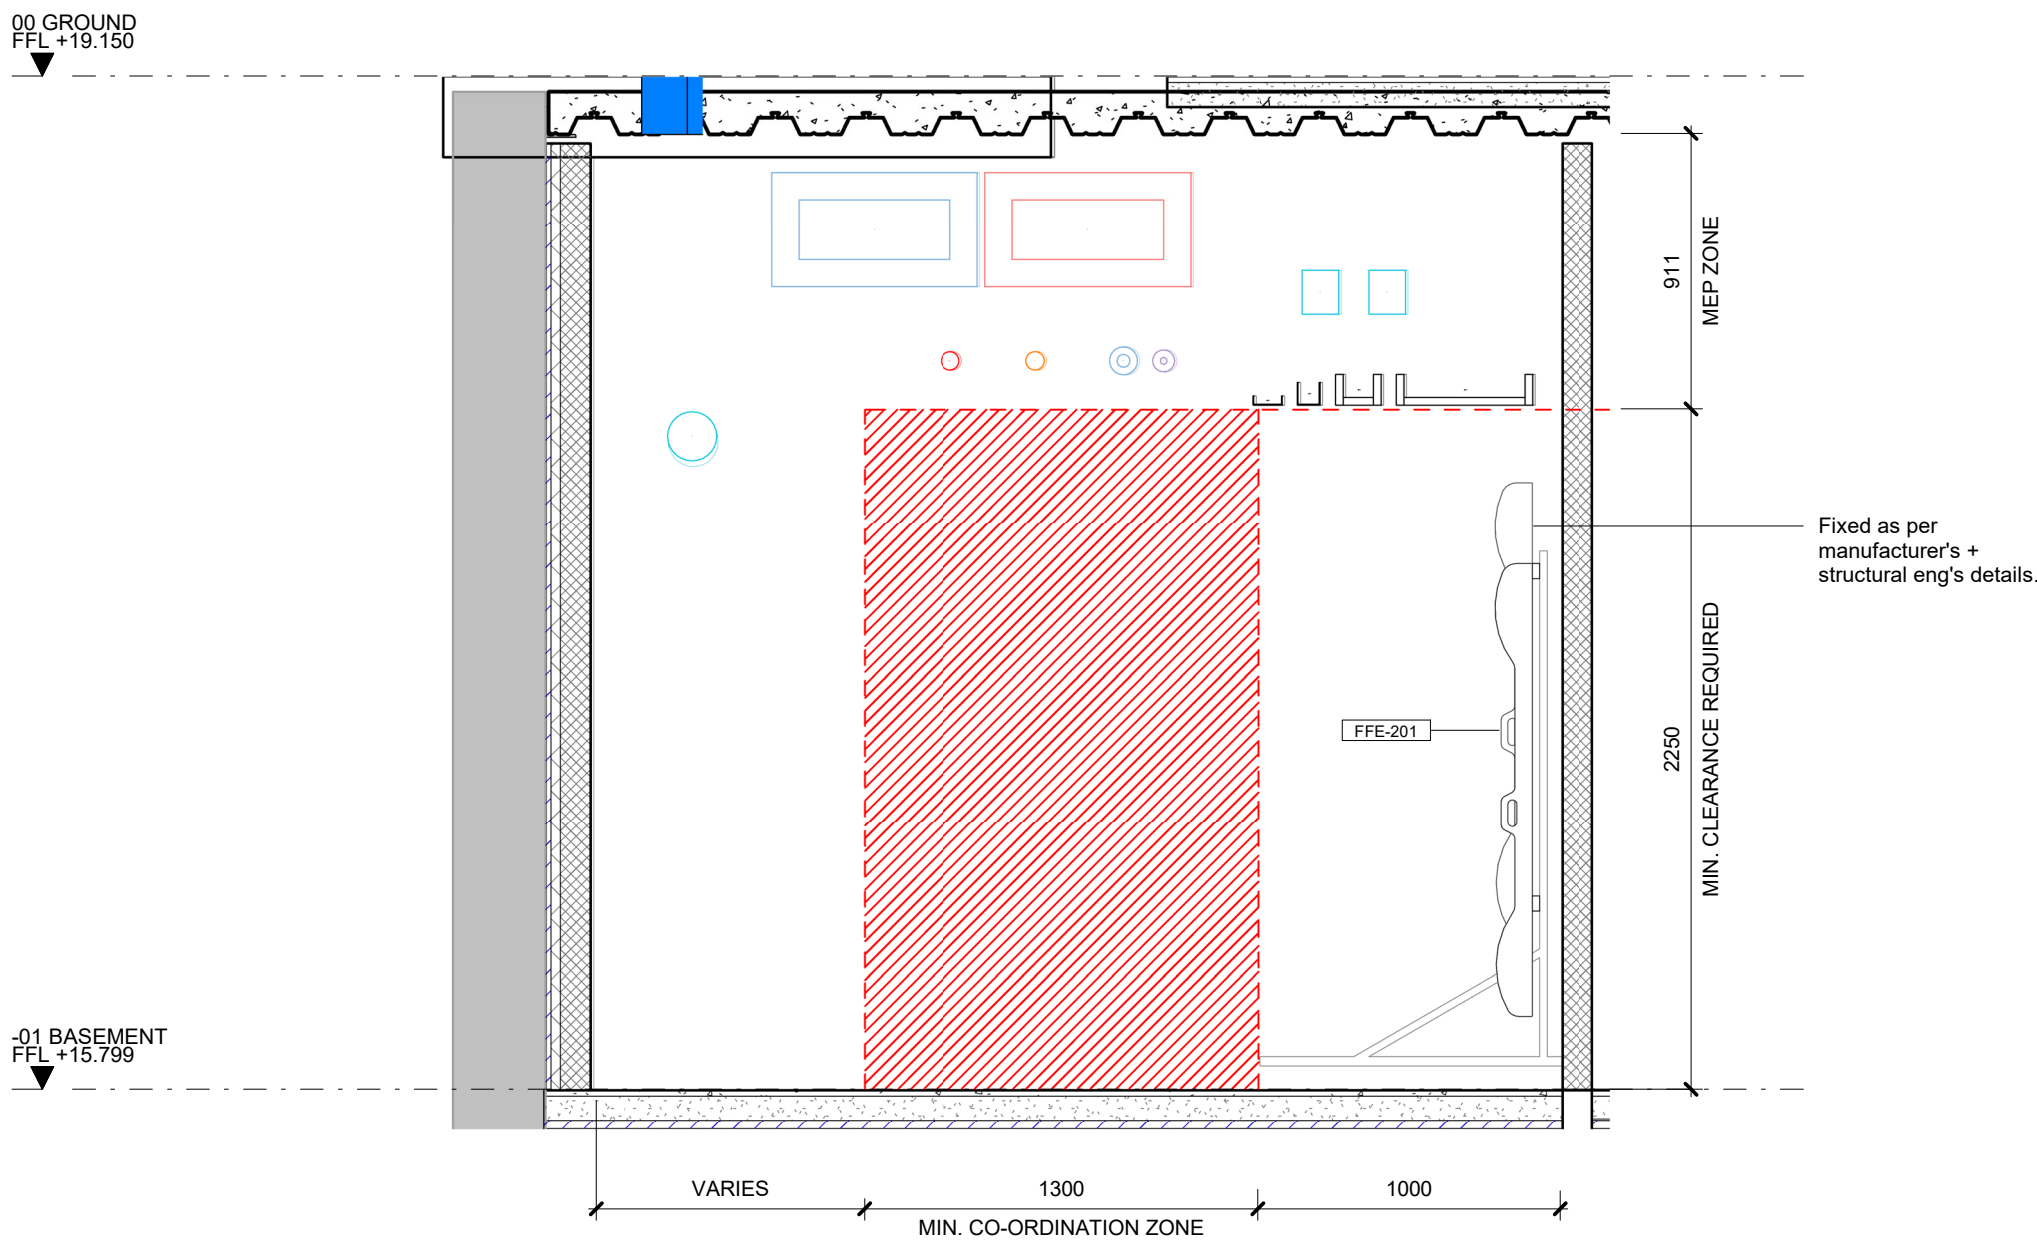 00 GROUND
FFL +19.150
911
MEP ZONE
Fixed as per
manufacturer's +
structural eng's details.
2250
MIN. CLEARANCE REQUIRED
FFE-201
-01 BASEMENT
FFL +15.799
VARIES
1300
1000
MIN. CO-ORDINATION ZONE